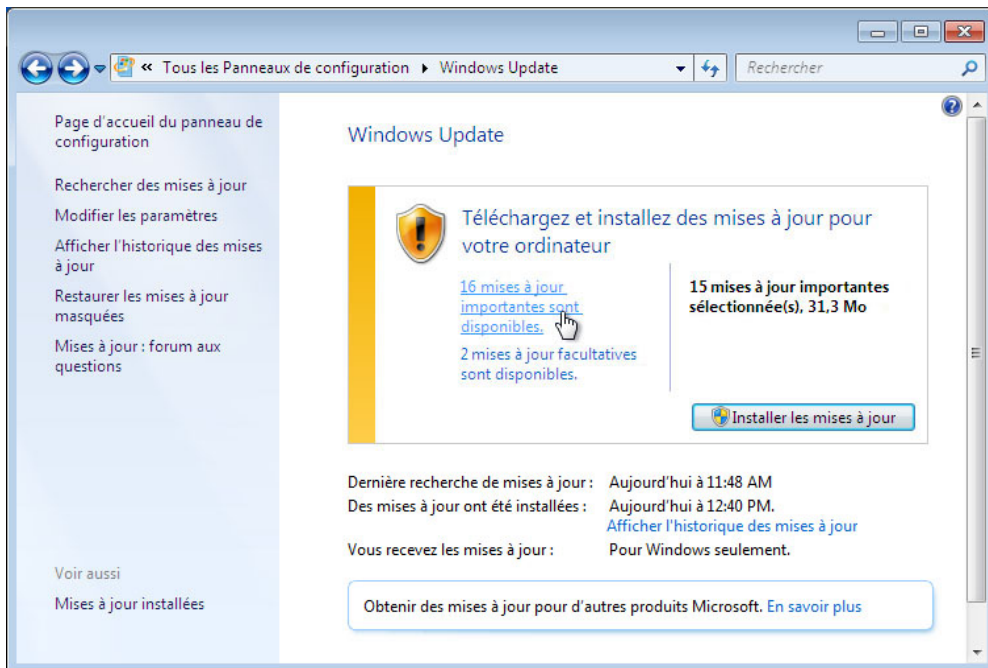 « Tous les Panneaux de configuration ▸ Windows Update
Rechercher
Page d'accueil du panneau de
configuration
Rechercher des mises à jour
Modifier les paramètres
Afficher l'historique des mises
à jour
Restaurer les mises à jour
masquées
Mises à jour : forum aux
questions
Voir aussi
Mises à jour installées
Windows Update
Téléchargez et installez des mises à jour pour
votre ordinateur
16 mises à jour
importantes sont
disponibles.
2 mises à jour facultatives
sont disponibles.
15 mises à jour importantes
sélectionnée(s), 31,3 Mo
Installer les mises à jour
Dernière recherche de mises à jour : Aujourd'hui à 11:48 AM
Des mises à jour ont été installées : Aujourd'hui à 12:40 PM.
Afficher l'historique des mises à jour
Vous recevez les mises à jour : Pour Windows seulement.
Obtenir des mises à jour pour d'autres produits Microsoft. En savoir plus